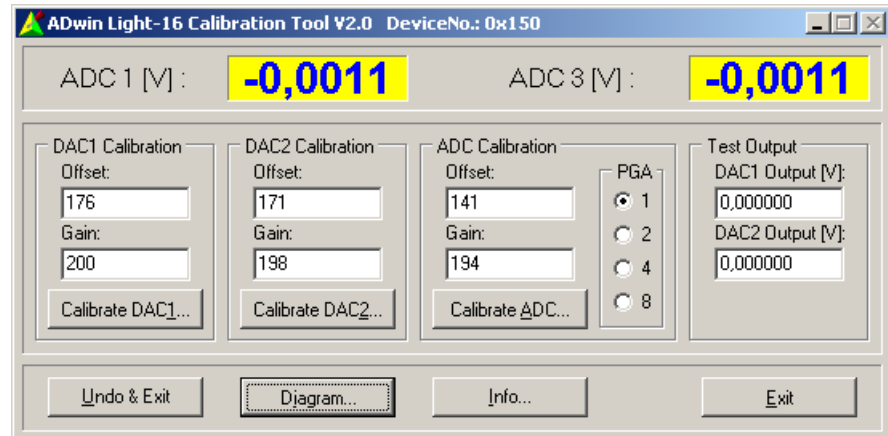 ADwin Light-16 Calibration Tool V2.0 DeviceNo.: 0x150
ADC 1 [V] : -0,0011 ADC 3 [V] : -0,0011
DAC1 Calibration
Offset:
176
Gain:
200
Calibrate DAC1...
DAC2 Calibration
Offset:
171
Gain:
198
Calibrate DAC2...
ADC Calibration
Offset:
141
Gain:
194
Calibrate ADC...
PGA
1
2
4
8
Test Output
DAC1 Output [V]:
0,000000
DAC2 Output [V]:
0,000000
Undo & Exit
Diagram...
Info...
Exit